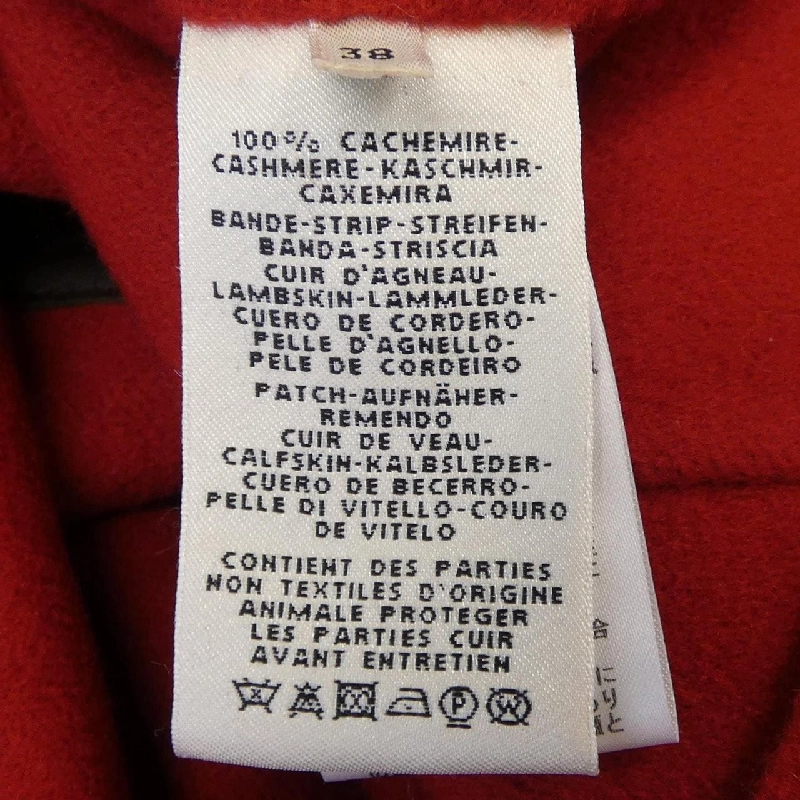 38
100% CACHEMIRE-
CASHMERE-KASCHMIR-
CAXEMIRA
BANDE-STRIP-STREIFEN-
BANDA-STRISCIA
CUIR D'AGNEAU-
LAMBSKIN-LAMMLEDER-
CUERO DE CORDERO-
PELLE D'AGNELLO-
PELE DE CORDEIRO
PATCH-AUFNÄHER-
REMENDO
CUIR DE VEAU-
CALFSKIN-KALBSLEDER-
CUERO DE BECERRO-
PELLE DI VITELLO-COURO
DE VITELO
CONTIENT DES PARTIES
NON TEXTILES D'ORIGINE
ANIMALE PROTEGER
LES PARTIES CUIR
AVANT ENTRETIEN
P W